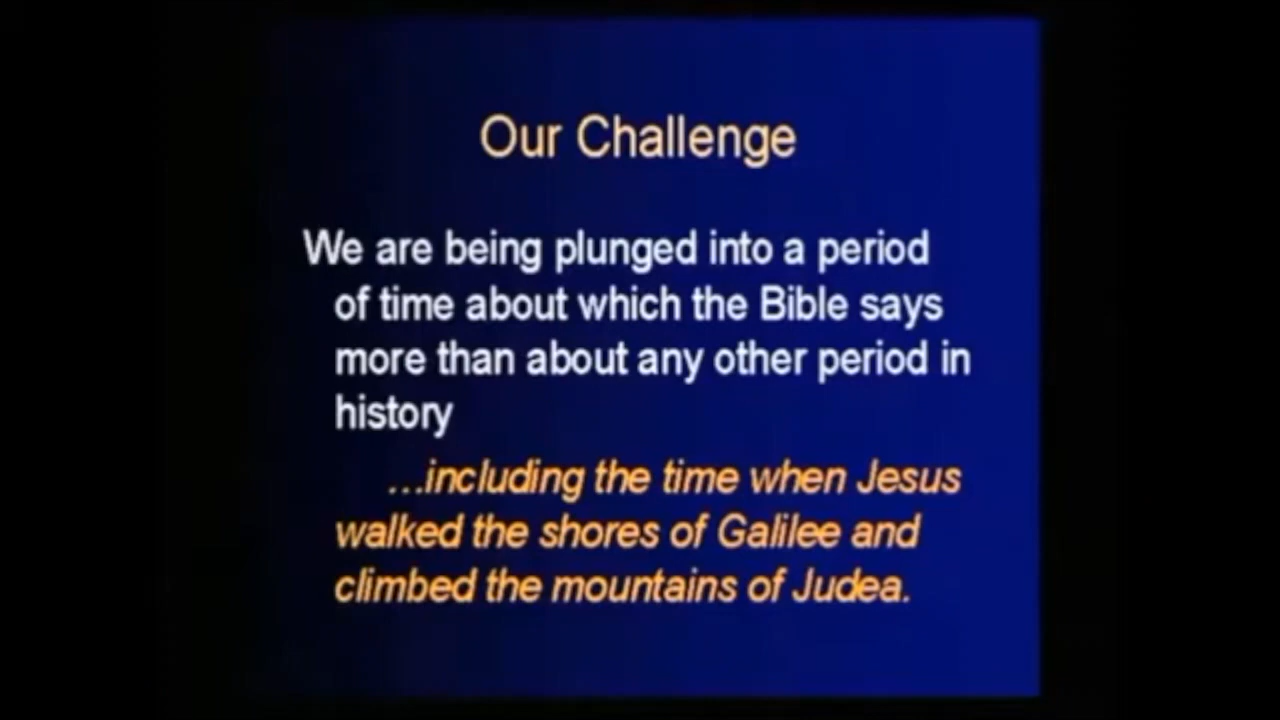 Our Challenge
We are being plunged into a period
of time about which the Bible says
more than about any other period in
history
...including the time when Jesus
walked the shores of Galilee and
climbed the mountains of Judea.